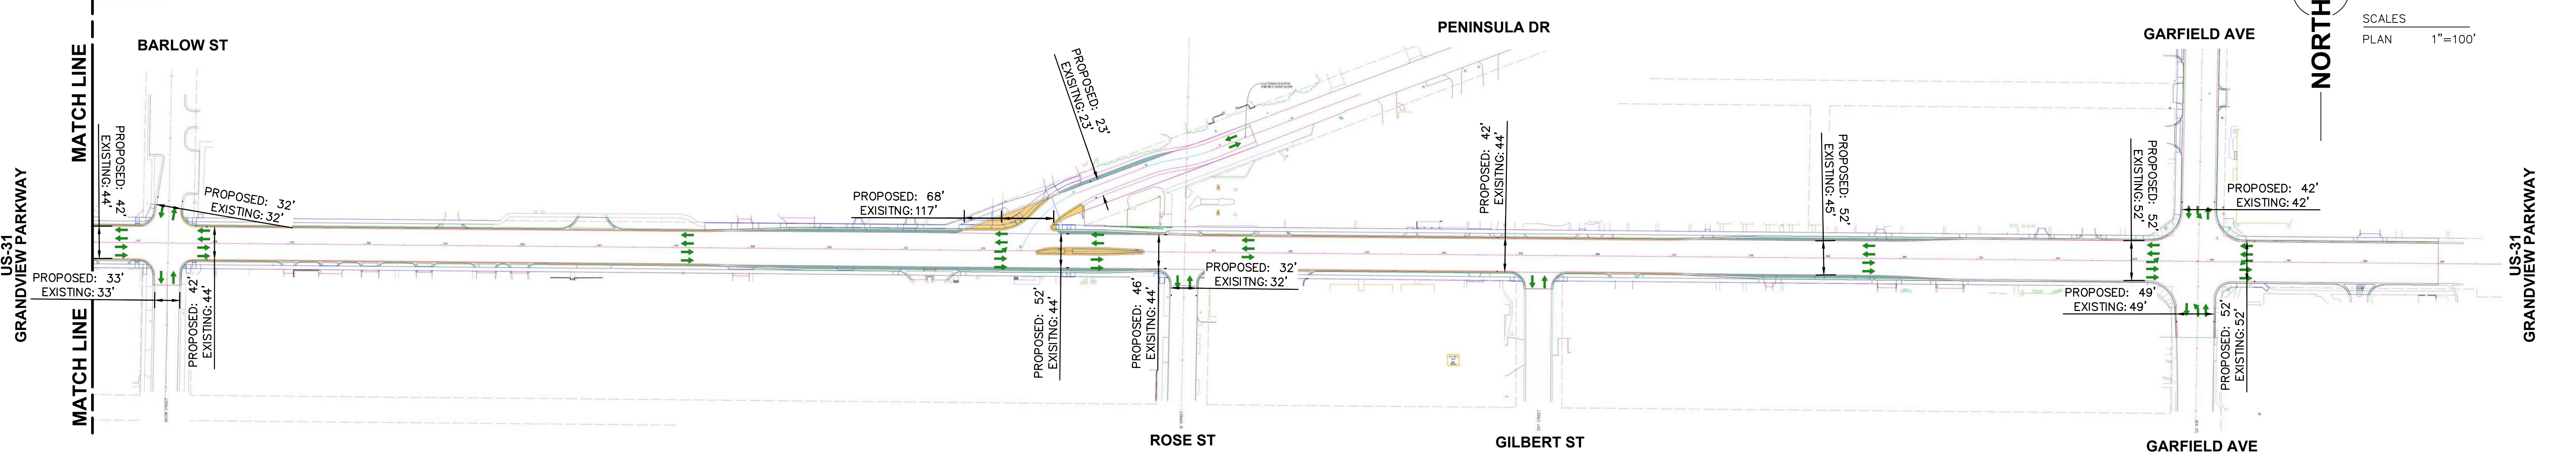 BARLOW ST
PENINSULA DR
GARFIELD AVE
NORTH
SCALES
PLAN 1"=100'
MATCH LINE
US-31
GRANDVIEW PARKWAY
PROPOSED: 42'
EXISTING: 44'
PROPOSED: 32'
EXISTING: 32'
PROPOSED: 33'
EXISTING: 33'
PROPOSED: 42'
EXISTING: 44'
MATCH LINE
PROPOSED: 68'
EXISITNG: 117'
PROPOSED: 23'
EXISITNG: 23'
PROPOSED: 52'
EXISITNG: 44'
PROPOSED: 46'
EXISITNG: 44'
PROPOSED: 32'
EXISTING: 32'
PROPOSED: 42'
EXISITNG: 44'
PROPOSED: 52'
EXISTING: 45'
PROPOSED: 52'
EXISTING: 52'
PROPOSED: 42'
EXISTING: 42'
PROPOSED: 49'
EXISTING: 49'
PROPOSED: 52'
EXISTING: 52'
US-31
GRANDVIEW PARKWAY
ROSE ST
GILBERT ST
GARFIELD AVE